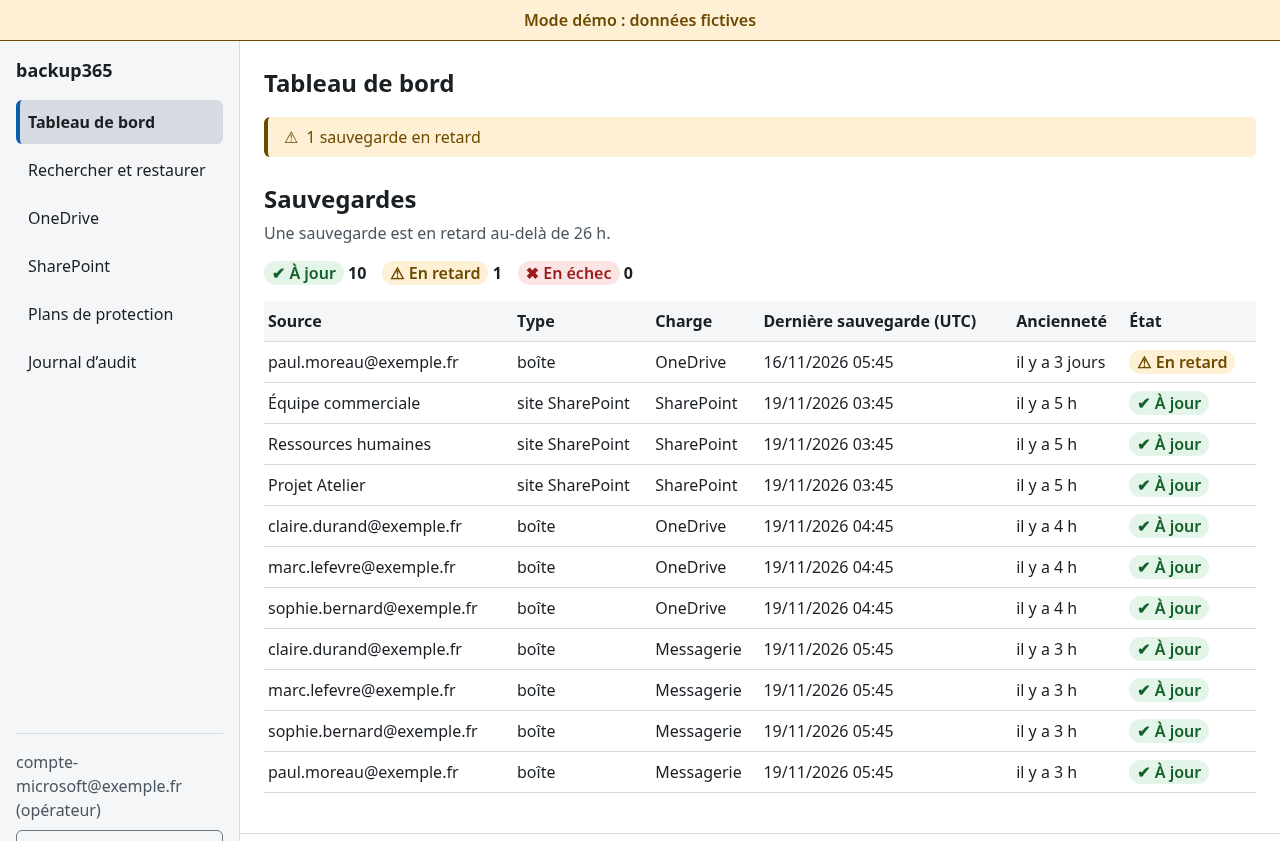 Mode démo : données fictives
backup365
Tableau de bord
Rechercher et restaurer
OneDrive
SharePoint
Plans de protection
Journal d’audit
compte-
microsoft@exemple.fr
(opérateur)
Tableau de bord
⚠ 1 sauvegarde en retard
Sauvegardes
Une sauvegarde est en retard au-delà de 26 h.
✔ À jour 10 ⚠ En retard 1 ✖ En échec 0
Source Type Charge Dernière sauvegarde (UTC) Ancienneté État
paul.moreau@exemple.fr boîte OneDrive 16/11/2026 05:45 il y a 3 jours ⚠ En retard
Équipe commerciale site SharePoint SharePoint 19/11/2026 03:45 il y a 5 h ✔ À jour
Ressources humaines site SharePoint SharePoint 19/11/2026 03:45 il y a 5 h ✔ À jour
Projet Atelier site SharePoint SharePoint 19/11/2026 03:45 il y a 5 h ✔ À jour
claire.durand@exemple.fr boîte OneDrive 19/11/2026 04:45 il y a 4 h ✔ À jour
marc.lefevre@exemple.fr boîte OneDrive 19/11/2026 04:45 il y a 4 h ✔ À jour
sophie.bernard@exemple.fr boîte OneDrive 19/11/2026 04:45 il y a 4 h ✔ À jour
claire.durand@exemple.fr boîte Messagerie 19/11/2026 05:45 il y a 3 h ✔ À jour
marc.lefevre@exemple.fr boîte Messagerie 19/11/2026 05:45 il y a 3 h ✔ À jour
sophie.bernard@exemple.fr boîte Messagerie 19/11/2026 05:45 il y a 3 h ✔ À jour
paul.moreau@exemple.fr boîte Messagerie 19/11/2026 05:45 il y a 3 h ✔ À jour